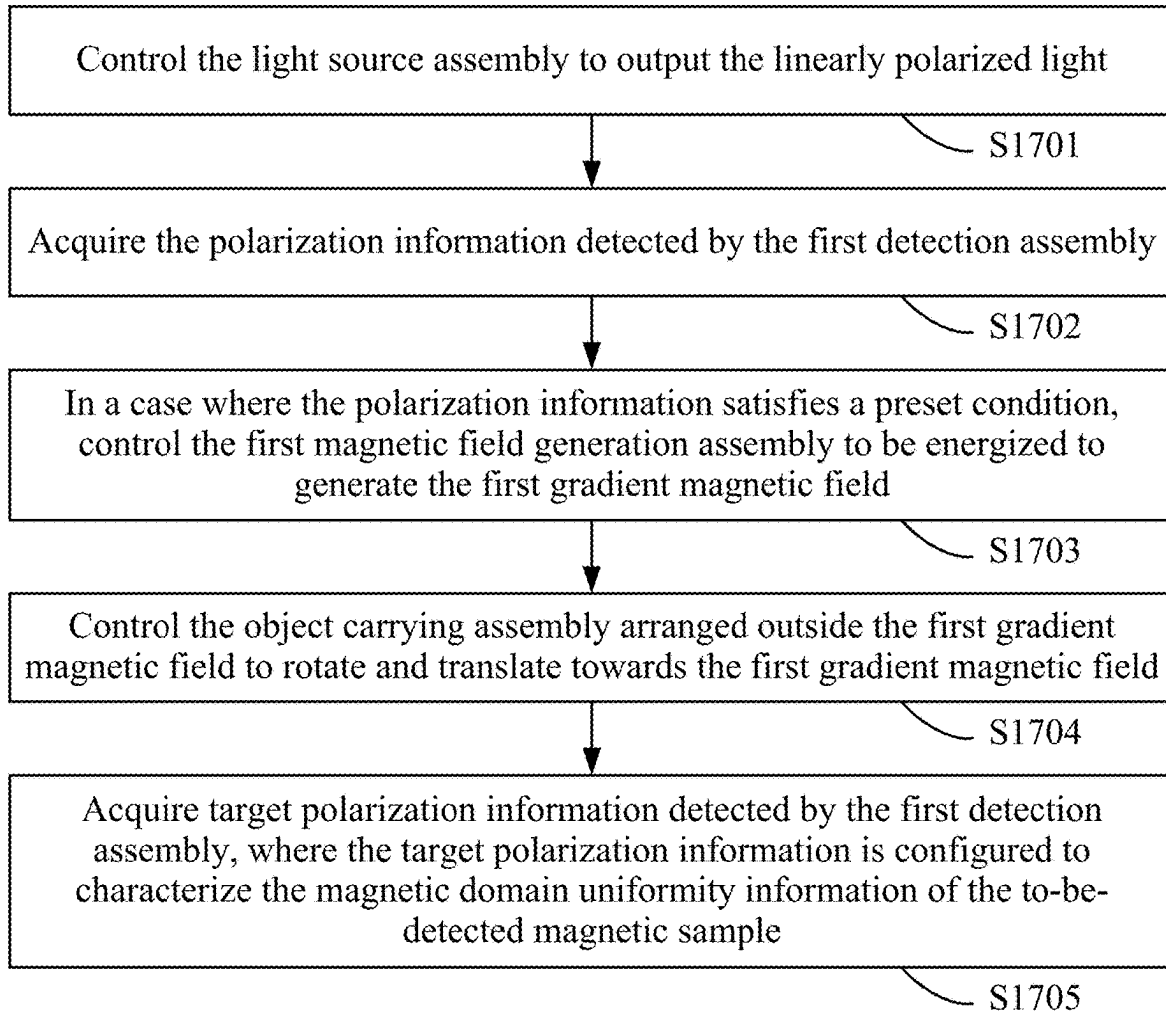 Control the light source assembly to output the linearly polarized light
S1701
Acquire the polarization information detected by the first detection assembly
S1702
In a case where the polarization information satisfies a preset condition,
control the first magnetic field generation assembly to be energized to
generate the first gradient magnetic field
S1703
Control the object carrying assembly arranged outside the first gradient
magnetic field to rotate and translate towards the first gradient magnetic field
S1704
Acquire target polarization information detected by the first detection
assembly, where the target polarization information is configured to
characterize the magnetic domain uniformity information of the to-be-
detected magnetic sample
S1705